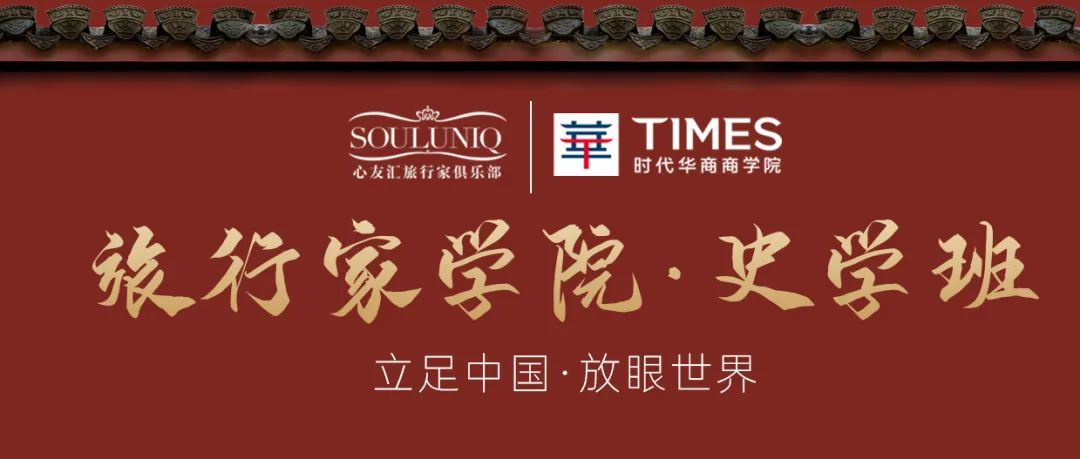 SOULUNIQ
心友汇旅行家俱乐部
華
TIMES
时代华商商学院
旅行家学院·史学班
立足中国·放眼世界